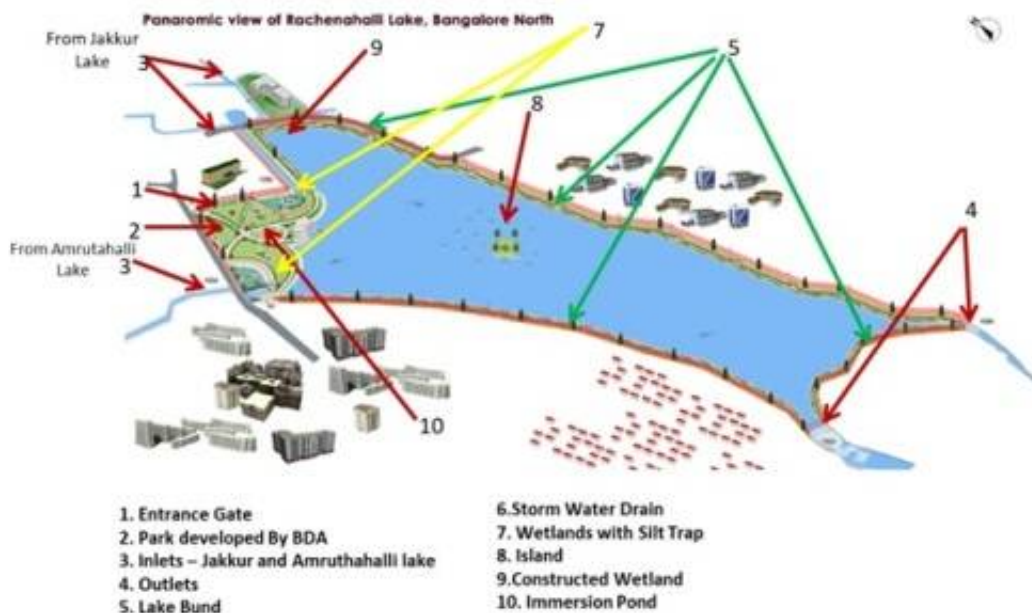 Panaromic view of Rachenahalli Lake, Bangalore North
From Jakkur
Lake
3
9
7
5
8
1
2
4
From Amrutahalli
Lake
3
10
1. Entrance Gate
2. Park developed By BDA
3. Inlets – Jakkur and Amruthahalli lake
4. Outlets
5. Lake Bund
6.Storm Water Drain
7. Wetlands with Silt Trap
8. Island
9.Constructed Wetland
10. Immersion Pond